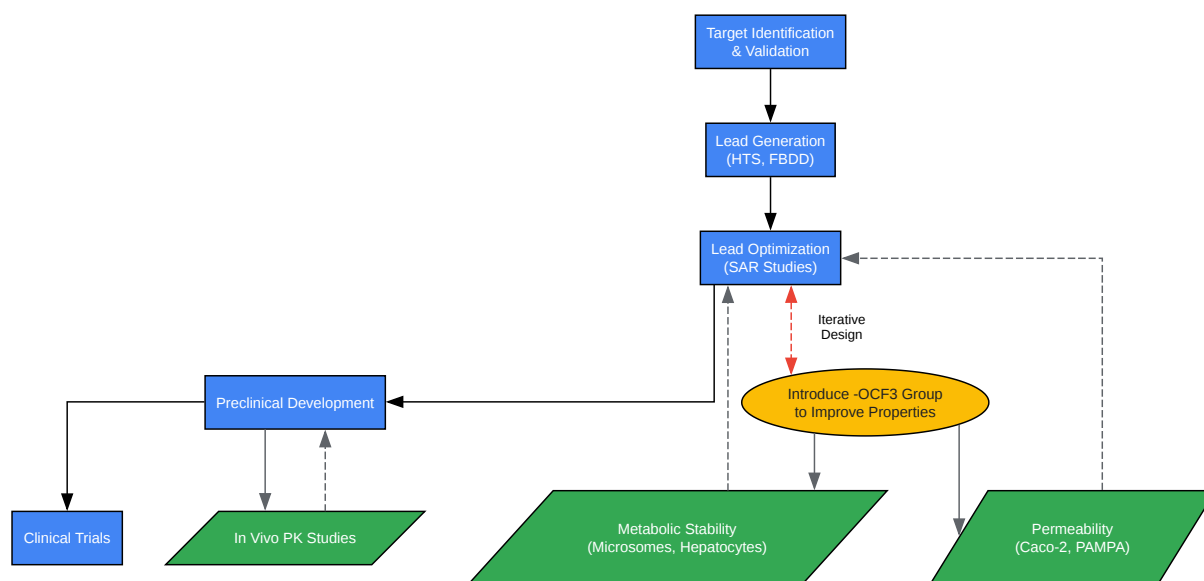 Target Identification
& Validation
Lead Generation
(HTS, FBDD)
Lead Optimization
(SAR Studies)
Iterative
Design
Preclinical Development
Introduce -OCF3 Group
to Improve Properties
Clinical Trials
In Vivo PK Studies
Metabolic Stability
(Microsomes, Hepatocytes)
Permeability
(Caco-2, PAMPA)